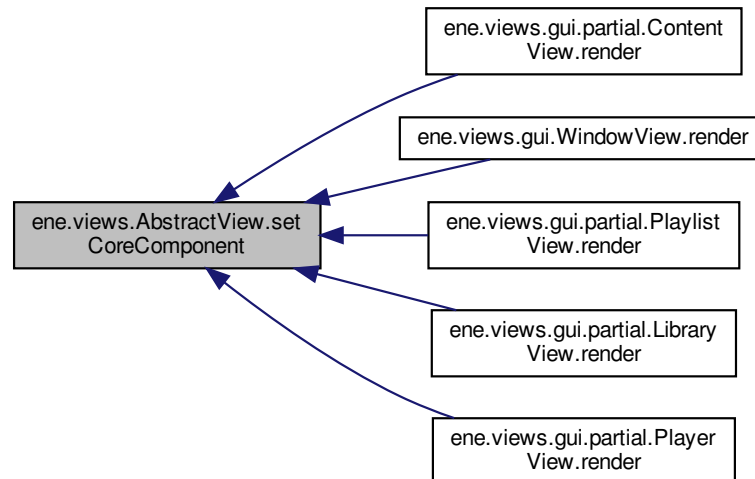 ene.views.gui.partial.Content
View.render
ene.views.gui.WindowView.render
ene.views.AbstractView.set
CoreComponent
ene.views.gui.partial.Playlist
View.render
ene.views.gui.partial.Library
View.render
ene.views.gui.partial.Player
View.render